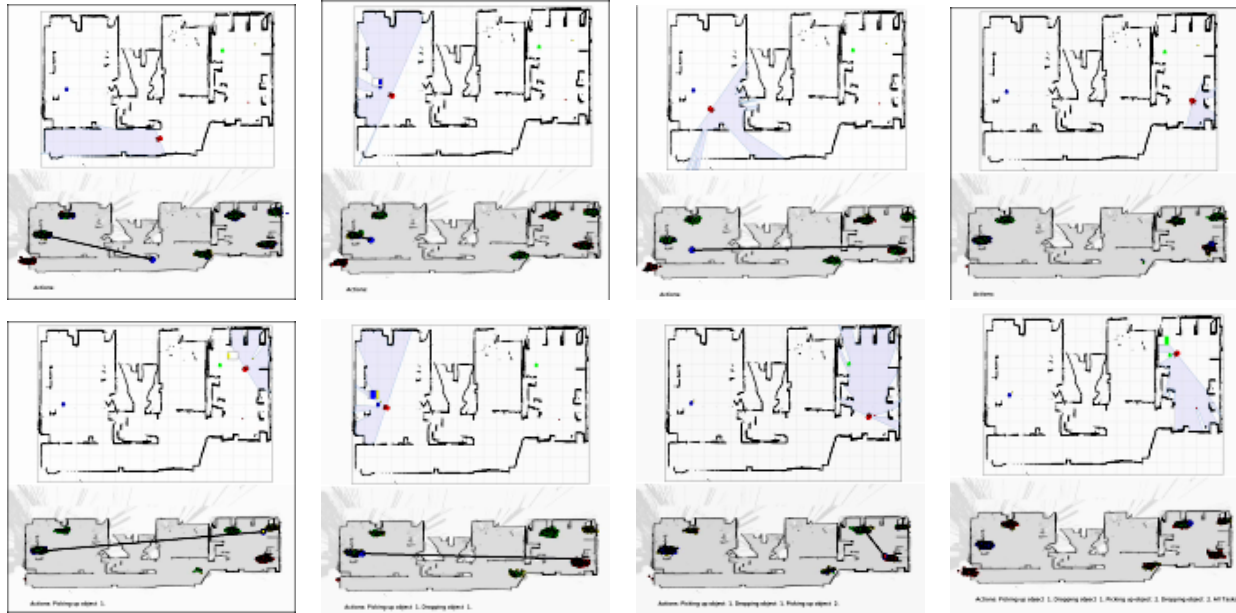 Actions:
Actions:
Actions:
Actions:
Actions: Picking up object 1.
Actions: Picking up object 1. Dropping object 1.
Actions: Picking up object 1. Dropping object 1. Picking up object 2.
Actions: Picking up object 1. Dropping object 1. Picking up object 2. Dropping object 2. All Tasks